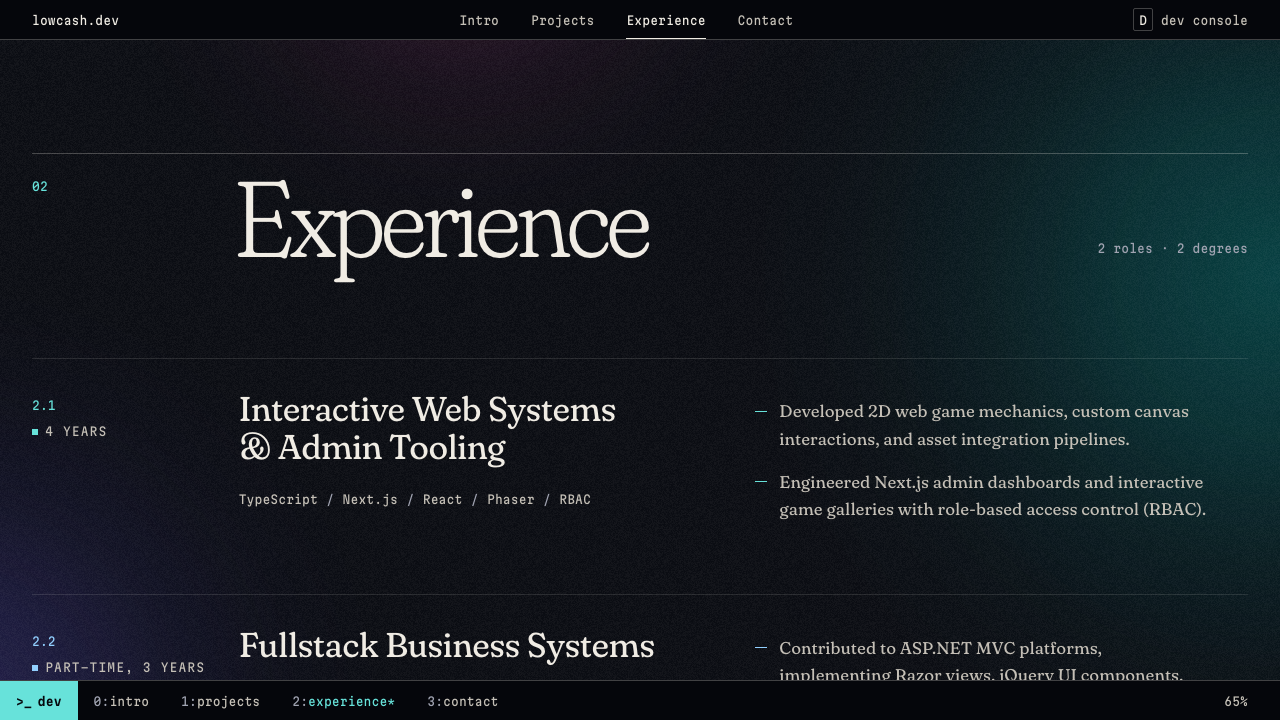 lowcash.dev
Intro Projects Experience Contact
D dev console
02
Experience
2 roles · 2 degrees
2.1
4 YEARS
Interactive Web Systems
& Admin Tooling
TypeScript / Next.js / React / Phaser / RBAC
— Developed 2D web game mechanics, custom canvas
interactions, and asset integration pipelines.
— Engineered Next.js admin dashboards and interactive
game galleries with role-based access control (RBAC).
2.2
PART-TIME, 3 YEARS
Fullstack Business Systems
— Contributed to ASP.NET MVC platforms,
implementing Razor views, jQuery UI components,
>_ dev
0:intro 1:projects 2:experience* 3:contact
65%